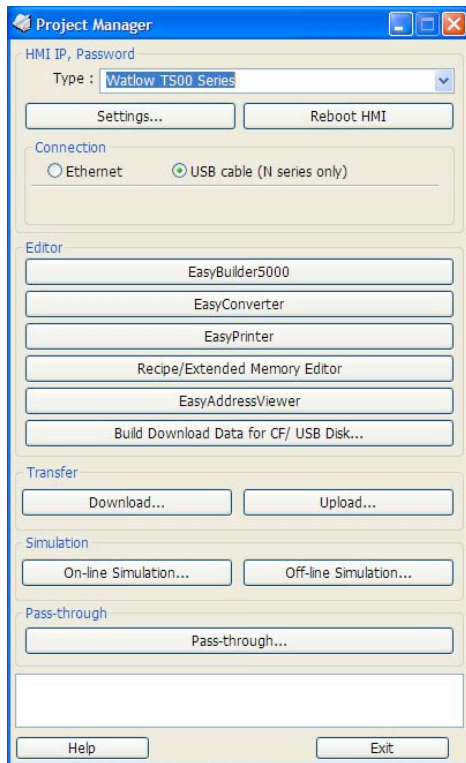 Project Manager
HMI IP, Password
Type : Watlow TS00 Series
Settings... Reboot HMI
Connection
Ethernet USB cable (N series only)
Editor
EasyBuilder5000
EasyConverter
EasyPrinter
Recipe/Extended Memory Editor
EasyAddressViewer
Build Download Data for CF/ USB Disk...
Transfer
Download... Upload...
Simulation
On-line Simulation... Off-line Simulation...
Pass-through
Pass-through...
Help Exit